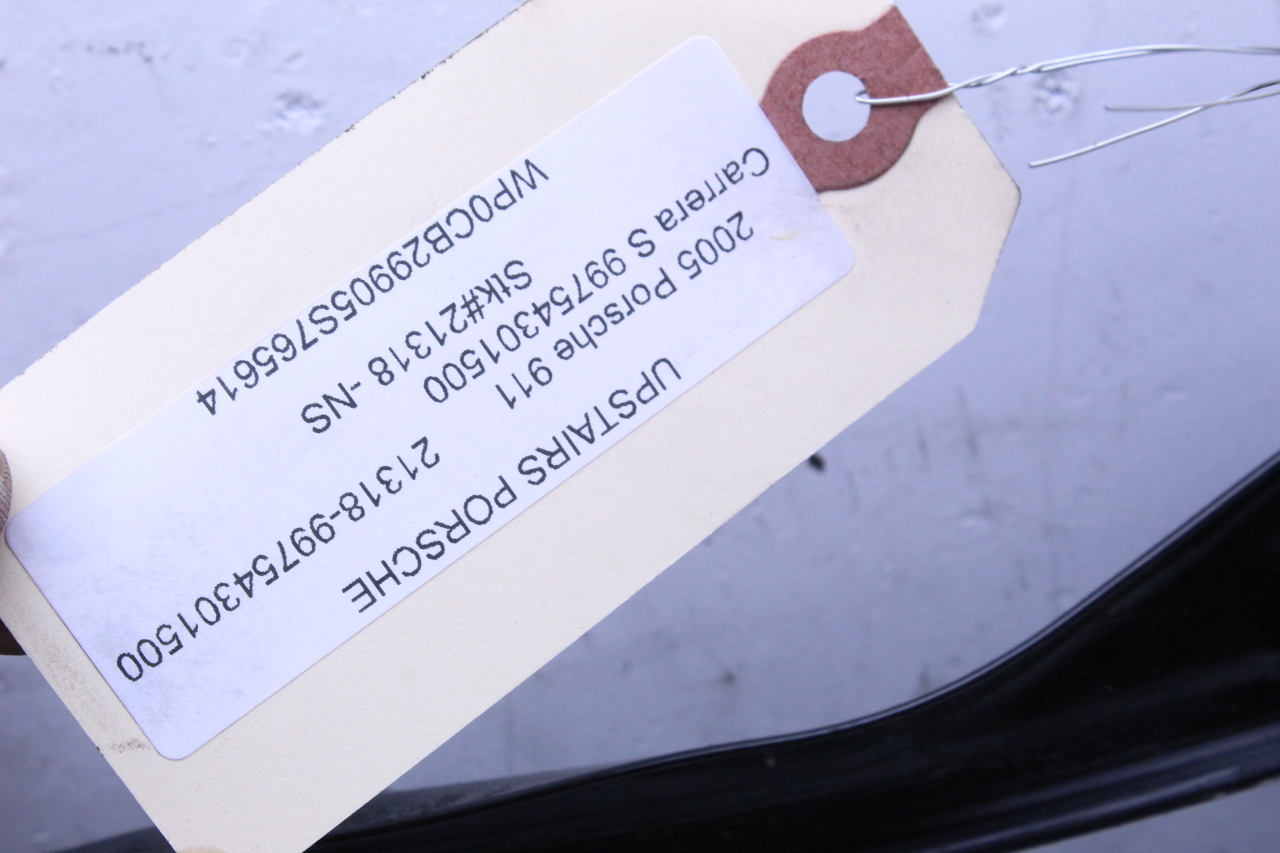 UPSTAIRS PORSCHE
2005 Porsche 911 21318-99754301500
Carrera S 99754301500
Stk#21318 -NS
WP0CB29905S765614